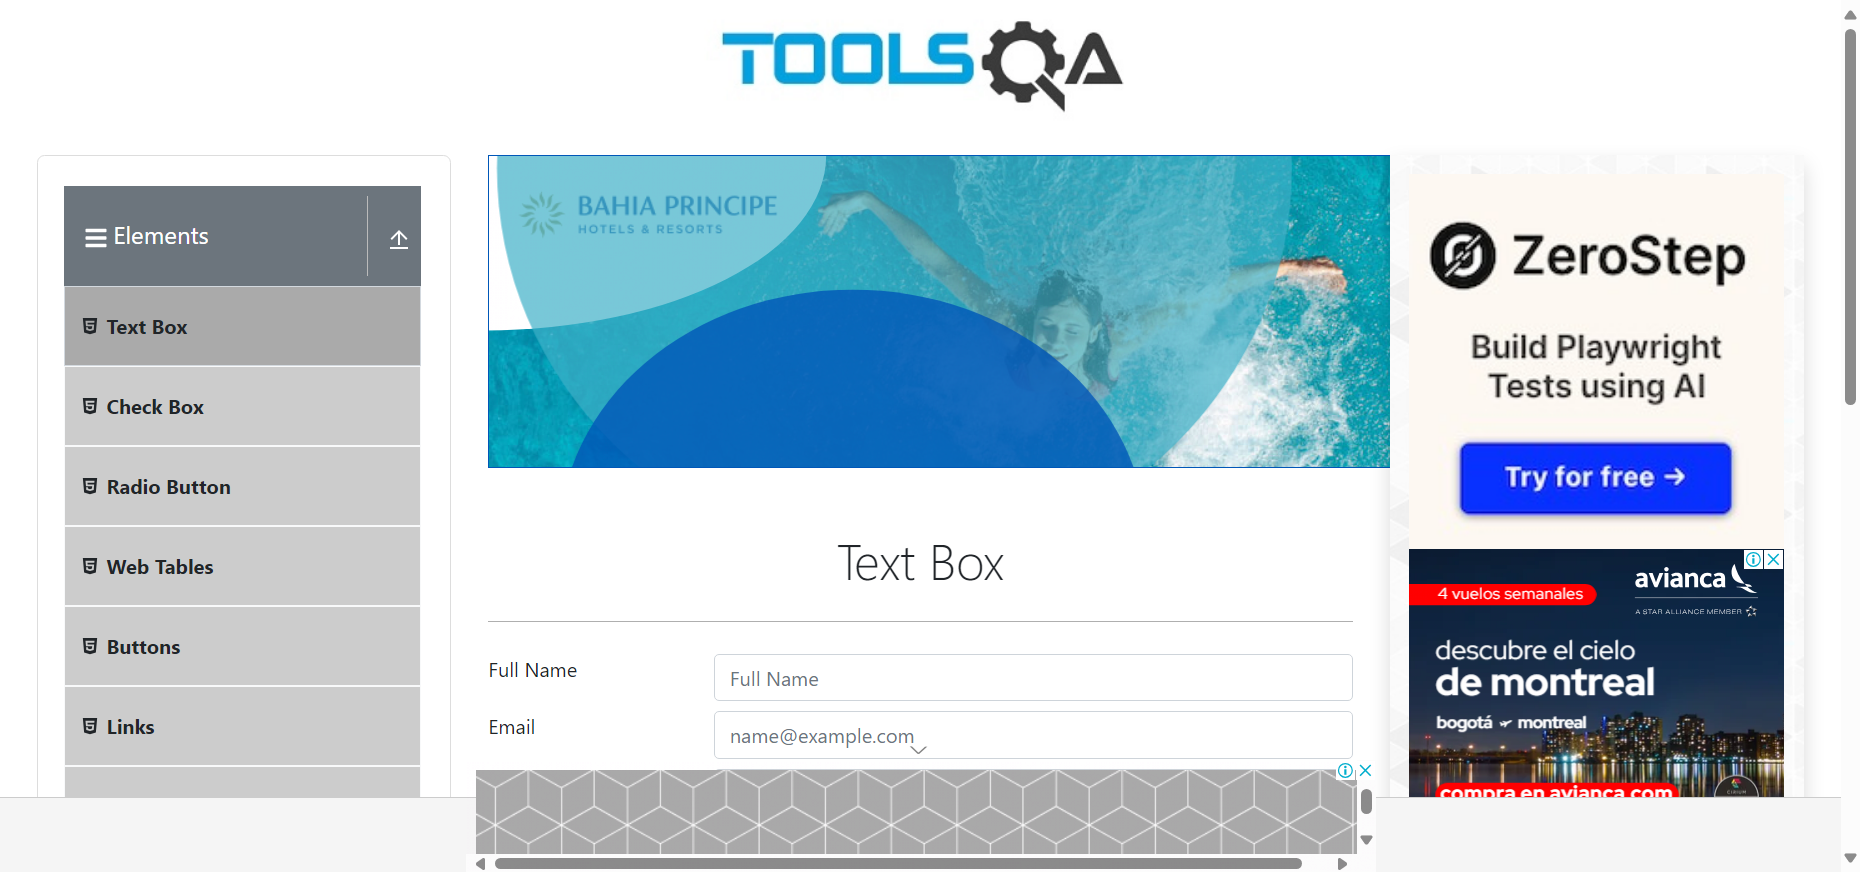 TOOLSQA
Elements
Text Box
Check Box
Radio Button
Web Tables
Buttons
Links
BAHIA PRINCIPE
HOTELS & RESORTS
Text Box
Full Name
Full Name
Email
name@example.com
ZeroStep
Build Playwright
Tests using AI
Try for free →
4 vuelos semanales
avianca
A STAR ALLIANCE MEMBER
descubre el cielo
de montreal
bogotá montreal
compra en avianca.com